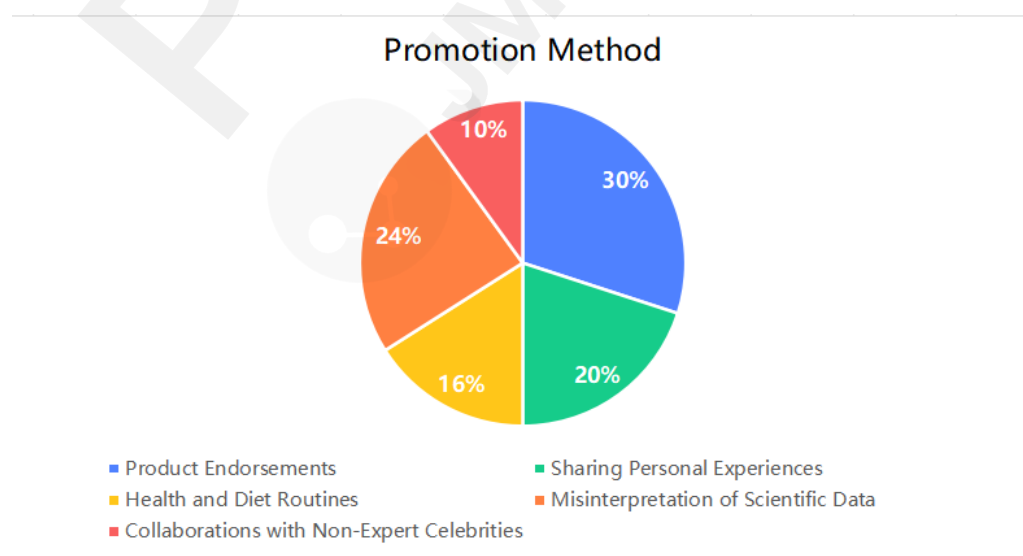 Promotion Method
10%
30%
24%
16%
20%
Product Endorsements
Sharing Personal Experiences
Health and Diet Routines
Misinterpretation of Scientific Data
Collaborations with Non-Expert Celebrities